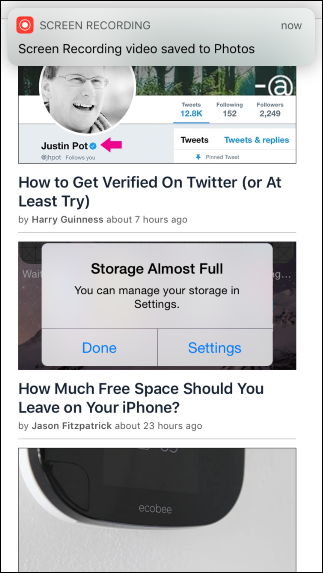 SCREEN RECORDING now
Screen Recording video saved to Photos
-@
Tweets Following Followers
12.8K 152 2,249
Justin Pot
@jhpot Follows you
Tweets Tweets & replies
Pinned Tweet
How to Get Verified On Twitter (or At
Least Try)
by Harry Guinness about 7 hours ago
Wait
g...
Storage Almost Full
You can manage your storage in
Settings.
Done Settings
How Much Free Space Should You
Leave on Your iPhone?
by Jason Fitzpatrick about 23 hours ago
ecobee